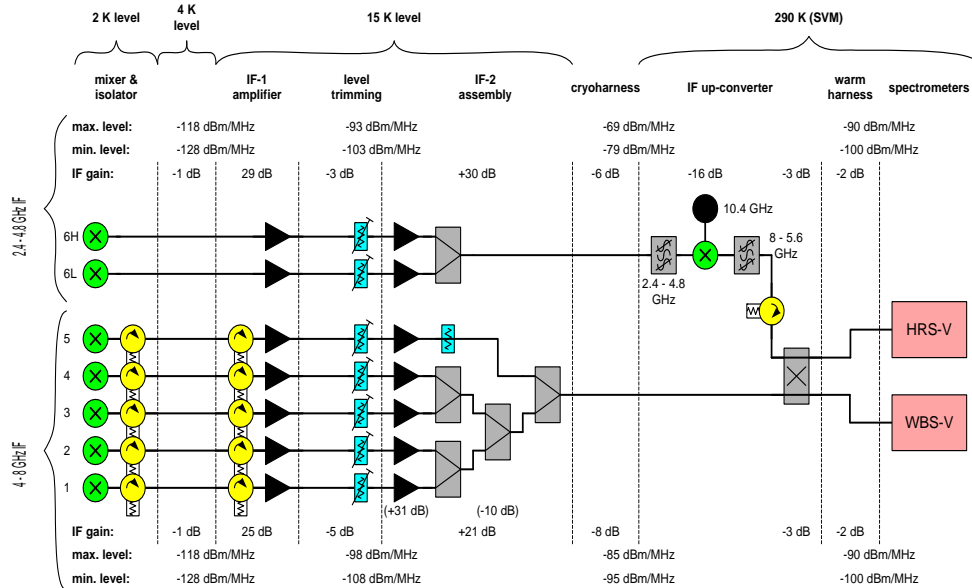 2 K level
4 K
level
15 K level
290 K (SVM)
mixer &
isolator
IF-1
amplifier
level
trimming
IF-2
assembly
cryoharness
IF up-converter
warm
harness
spectrometers
max. level: -118 dBm/MHz -93 dBm/MHz -69 dBm/MHz -90 dBm/MHz
min. level: -128 dBm/MHz -103 dBm/MHz -79 dBm/MHz -100 dBm/MHz
IF gain: -1 dB 29 dB -3 dB +30 dB -6 dB -16 dB -3 dB -2 dB
2.4 - 4.8 GHz IF
10.4 GHz
6H
8 - 5.6
GHz
6L
2.4 - 4.8
GHz
4 - 8 GHz IF
5
HRS-V
4
3
WBS-V
2
1
(+31 dB) (-10 dB)
IF gain: -1 dB 25 dB -5 dB +21 dB -8 dB -3 dB -2 dB
max. level: -118 dBm/MHz -98 dBm/MHz -85 dBm/MHz -90 dBm/MHz
min. level: -128 dBm/MHz -108 dBm/MHz -95 dBm/MHz -100 dBm/MHz